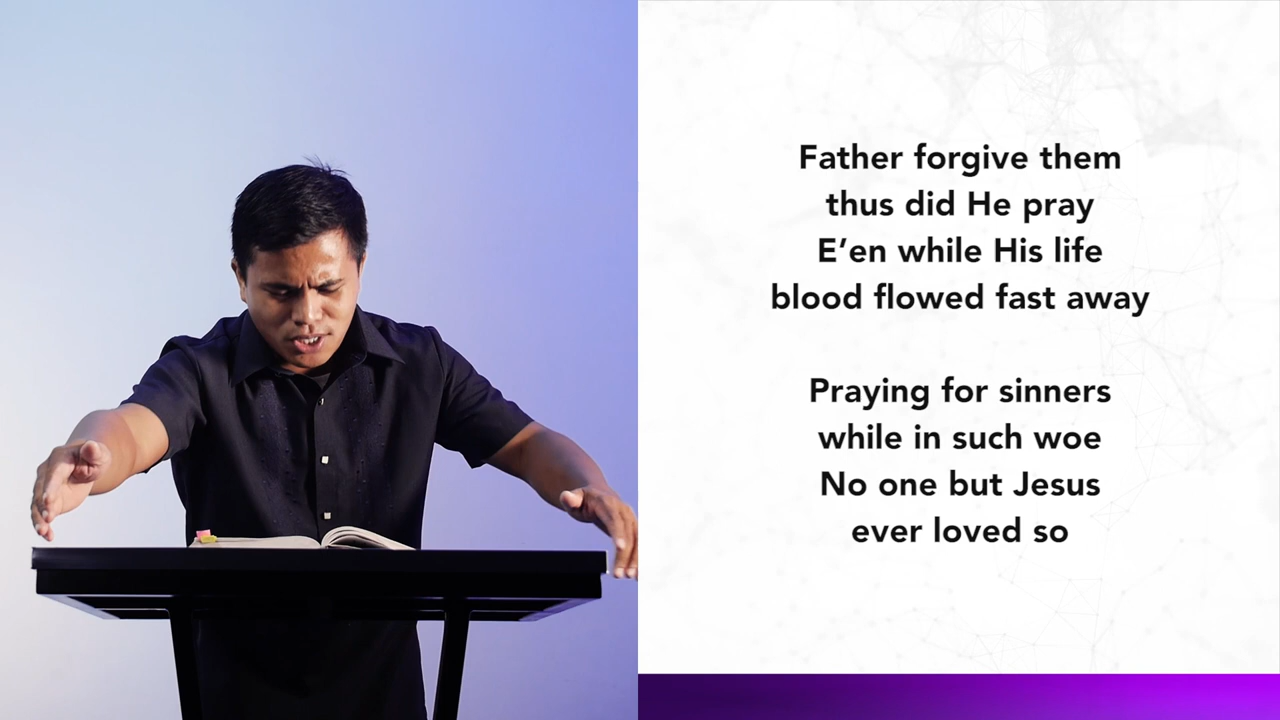 Father forgive them
thus did He pray
E’en while His life
blood flowed fast away
Praying for sinners
while in such woe
No one but Jesus
ever loved so